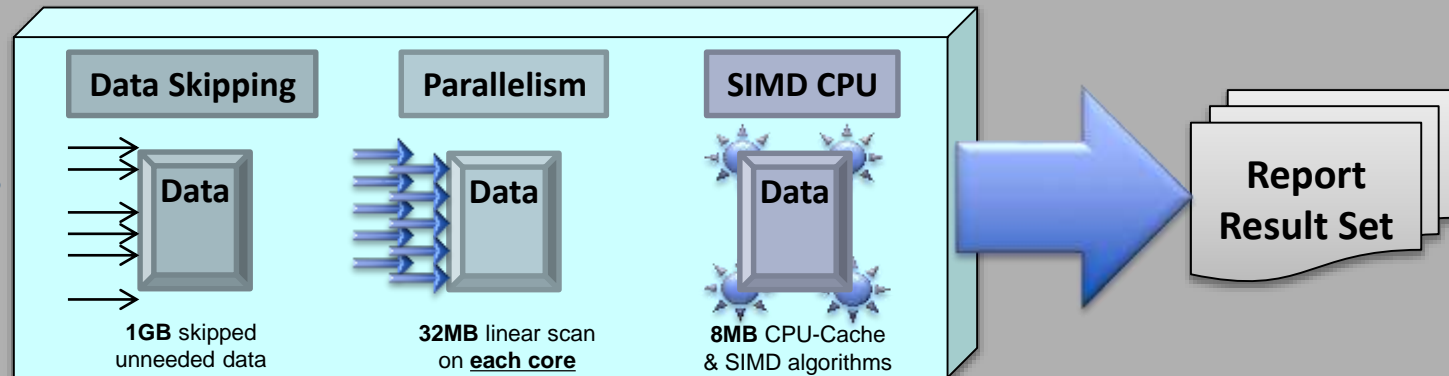 Data Skipping
Parallelism
SIMD CPU
Data
Data
Data
1GB skipped
unneeded data
32MB linear scan
on each core
8MB CPU-Cache
& SIMD algorithms
Report
Result Set